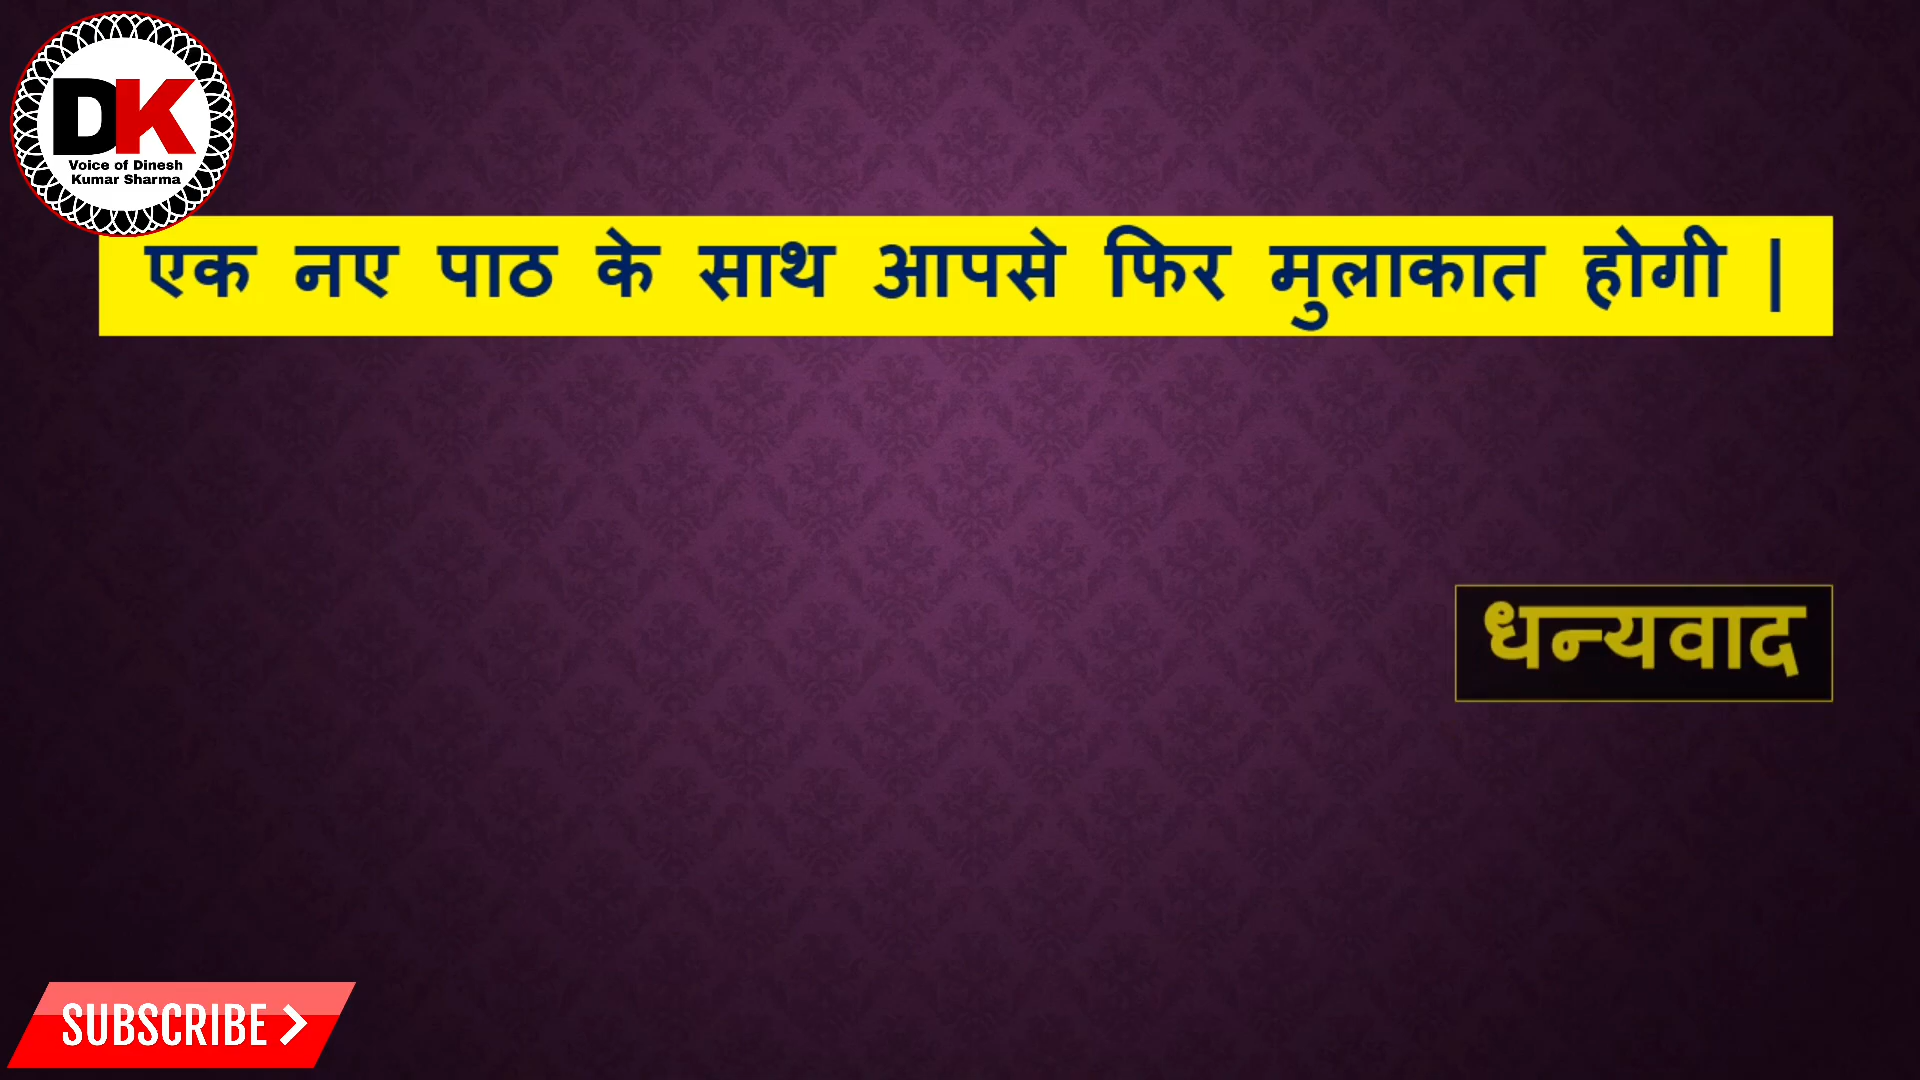 DK
Voice of Dinesh
Kumar Sharma
एक नए पाठ के साथ आपसे फिर मुलाकात होगी |
धन्यवाद
SUBSCRIBE >